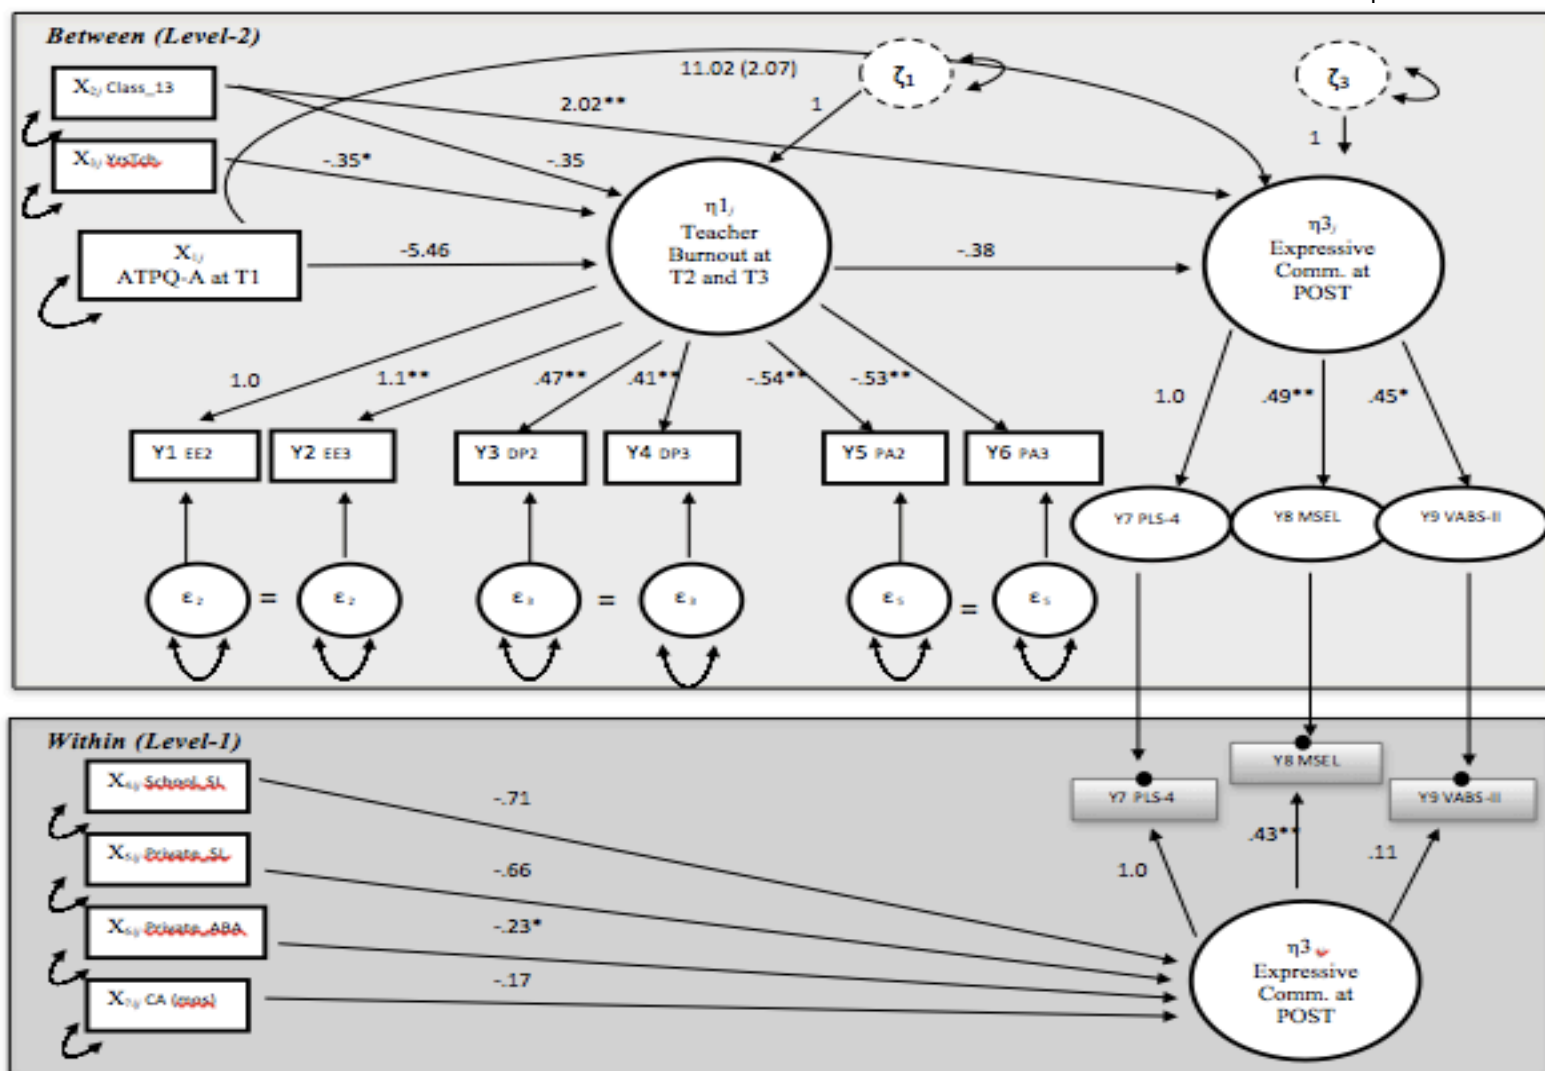 Between (Level-2)
X₂ⱼ Class_13
11.02 (2.07)
ζ₁
ζ₃
2.02**
1
1
X₃ⱼ YrsTch
-.35*
-.35
η1ⱼ
Teacher
Burnout at
T2 and T3
η3ⱼ
Expressive
Comm. at
POST
X₁ⱼ
ATPQ-A at T1
-5.46
-.38
1.0
1.1**
.47**
.41**
-.54**
-.53**
1.0
.49**
.45*
Y1 EE2
Y2 EE3
Y3 DP2
Y4 DP3
Y5 PA2
Y6 PA3
Y7 PLS-4
Y8 MSEL
Y9 VABS-II
ε₂
=
ε₂
ε₃
=
ε₃
ε₅
=
ε₅
Within (Level-1)
X₄ᵢⱼ School_SL
-.71
Y8 MSEL
Y7 PLS-4
Y9 VABS-II
X₅ᵢⱼ Private_SL
-.66
.43**
.11
1.0
X₆ᵢⱼ Private_ABA
-.23*
X₇ᵢⱼ CA (mos)
-.17
η3
Expressive
Comm. at
POST